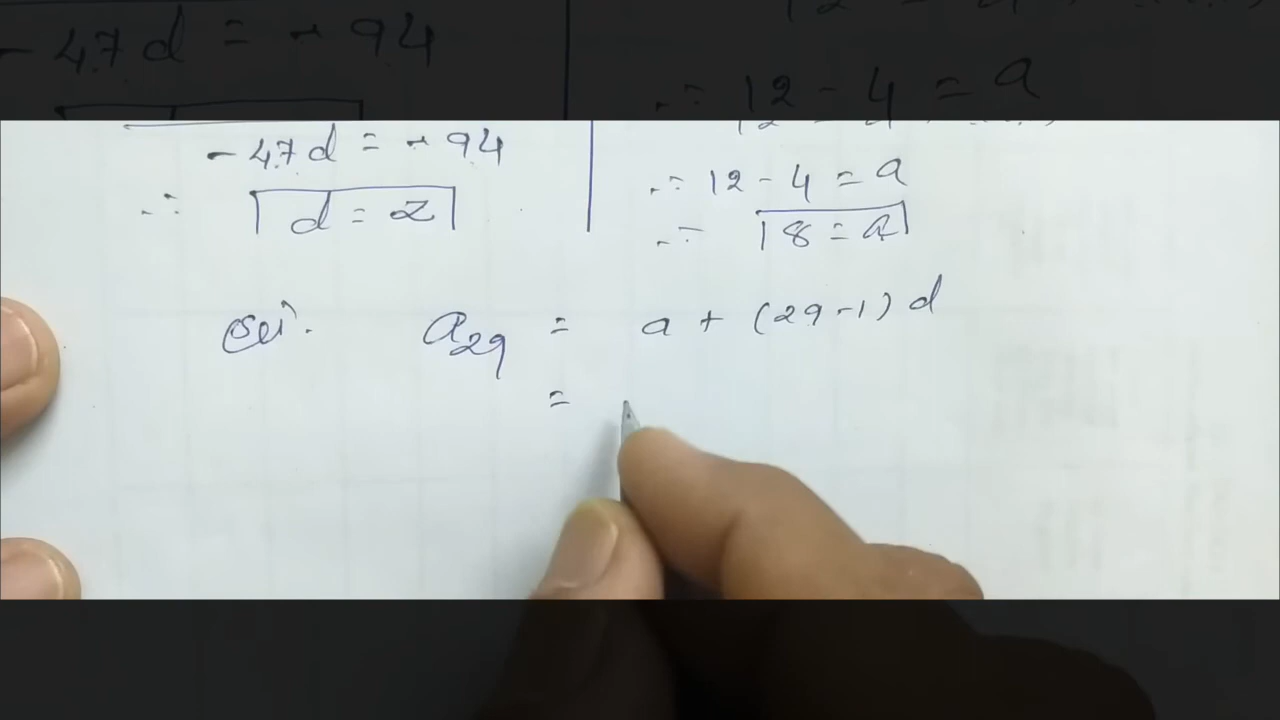 - 47d = - 94
∴ 12 - 4 = a
∴ d = 2
∴ 8 = a
a29 = a + (29-1) d
=